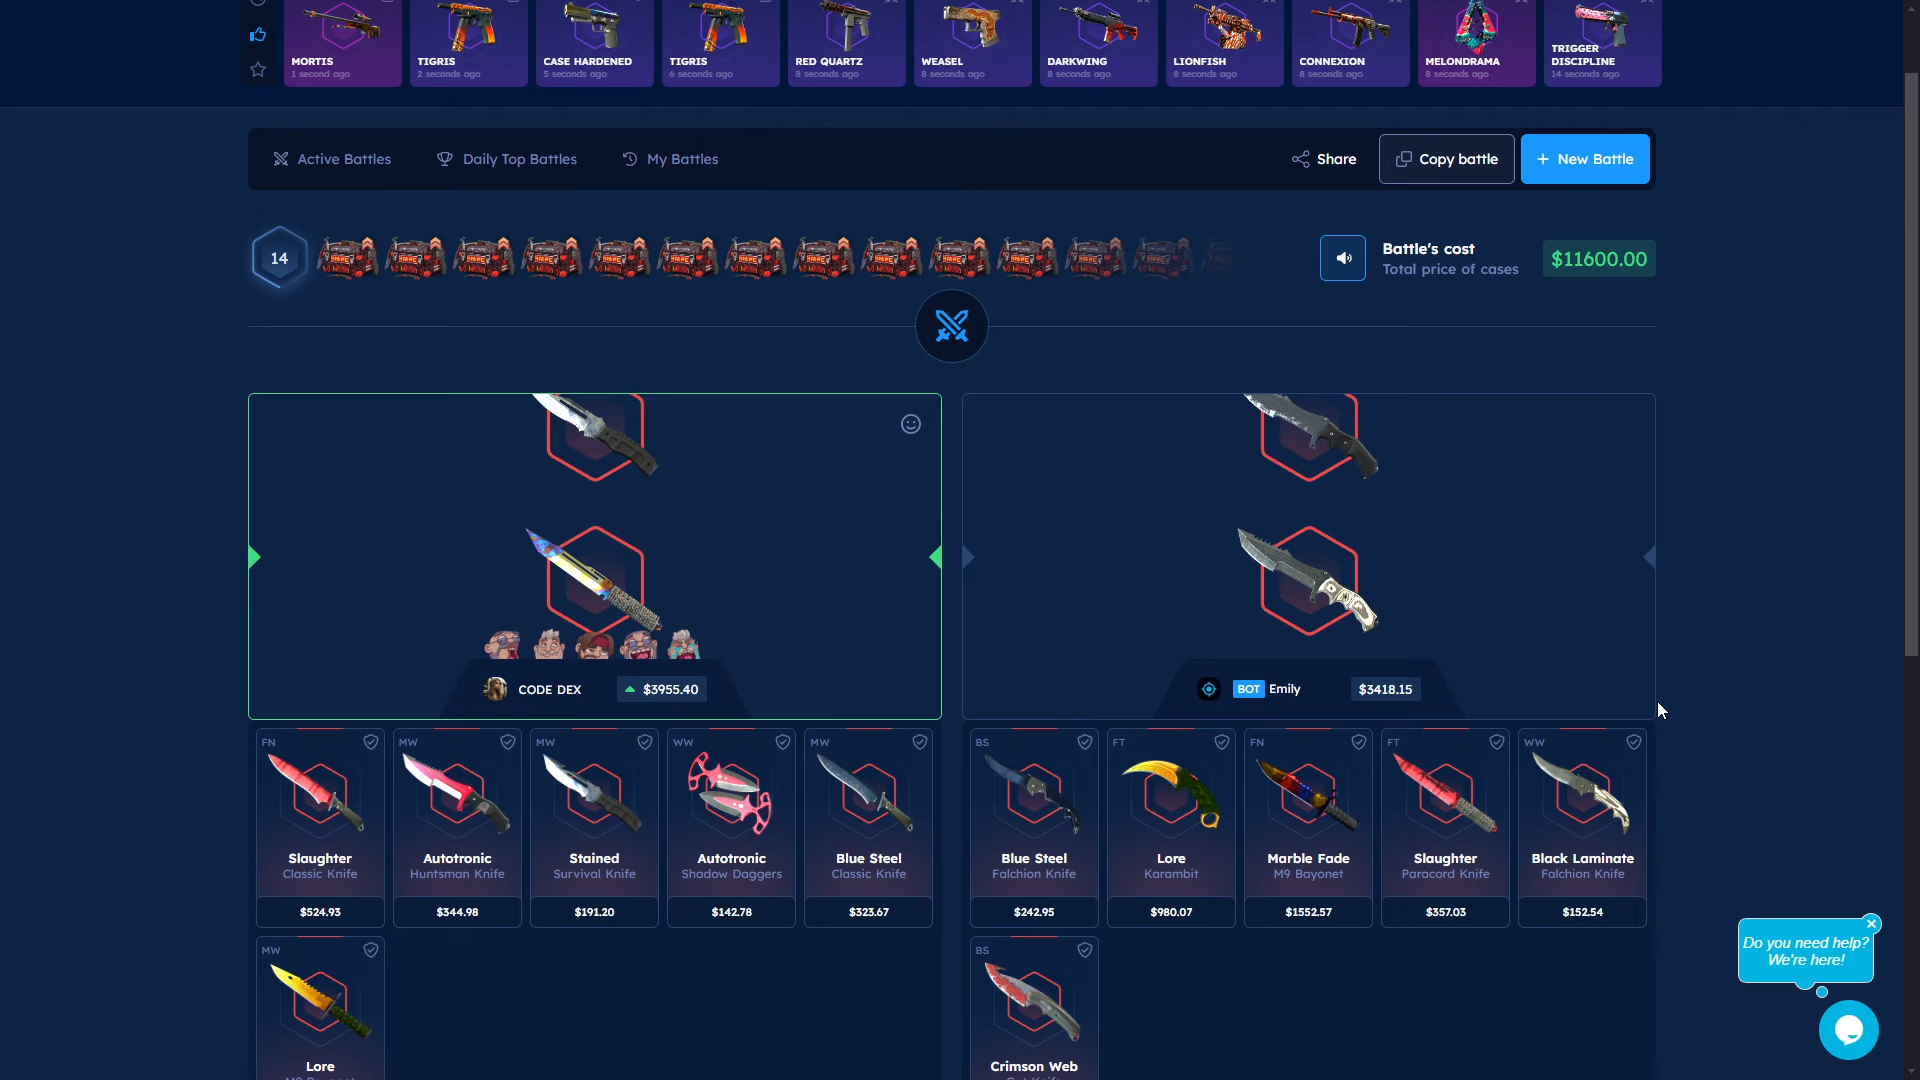 MORTIS
1 second ago
TIGRIS
2 seconds ago
CASE HARDENED
5 seconds ago
TIGRIS
6 seconds ago
RED QUARTZ
8 seconds ago
WEASEL
8 seconds ago
DARKWING
8 seconds ago
LIONFISH
8 seconds ago
CONNEXION
8 seconds ago
MELONDRAMA
8 seconds ago
TRIGGER
DISCIPLINE
14 seconds ago
Active Battles
Daily Top Battles
My Battles
Share
Copy battle
+ New Battle
14
Battle's cost
Total price of cases
$11600.00
CODE DEX
$3955.40
BOT Emily
$3418.15
FN
Slaughter
Classic Knife
$524.93
MW
Autotronic
Huntsman Knife
$344.98
MW
Stained
Survival Knife
$191.20
WW
Autotronic
Shadow Daggers
$142.78
MW
Blue Steel
Classic Knife
$323.67
BS
Blue Steel
Falchion Knife
$242.95
FT
Lore
Karambit
$980.07
FN
Marble Fade
M9 Bayonet
$1552.57
FT
Slaughter
Paracord Knife
$357.03
WW
Black Laminate
Falchion Knife
$152.54
MW
Lore
BS
Crimson Web
Do you need help?
We're here!